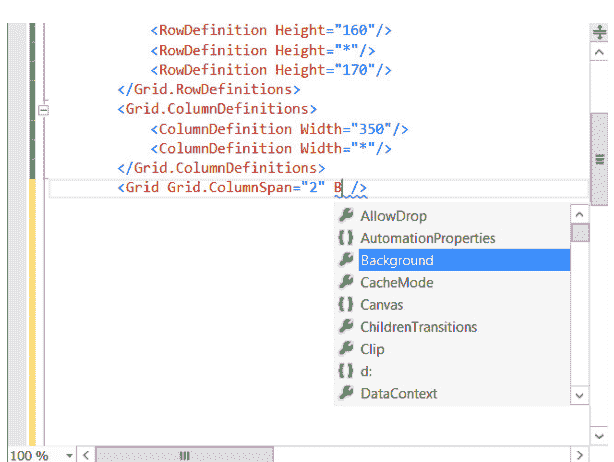 <RowDefinition Height="160"/>
<RowDefinition Height="*"/>
<RowDefinition Height="170"/>
</Grid.RowDefinitions>
<Grid.ColumnDefinitions>
<ColumnDefinition Width="350"/>
<ColumnDefinition Width="*"/>
</Grid.ColumnDefinitions>
<Grid Grid.ColumnSpan="2" B />
AllowDrop
{} AutomationProperties
Background
CacheMode
{} Canvas
ChildrenTransitions
Clip
{} d:
DataContext
100 %